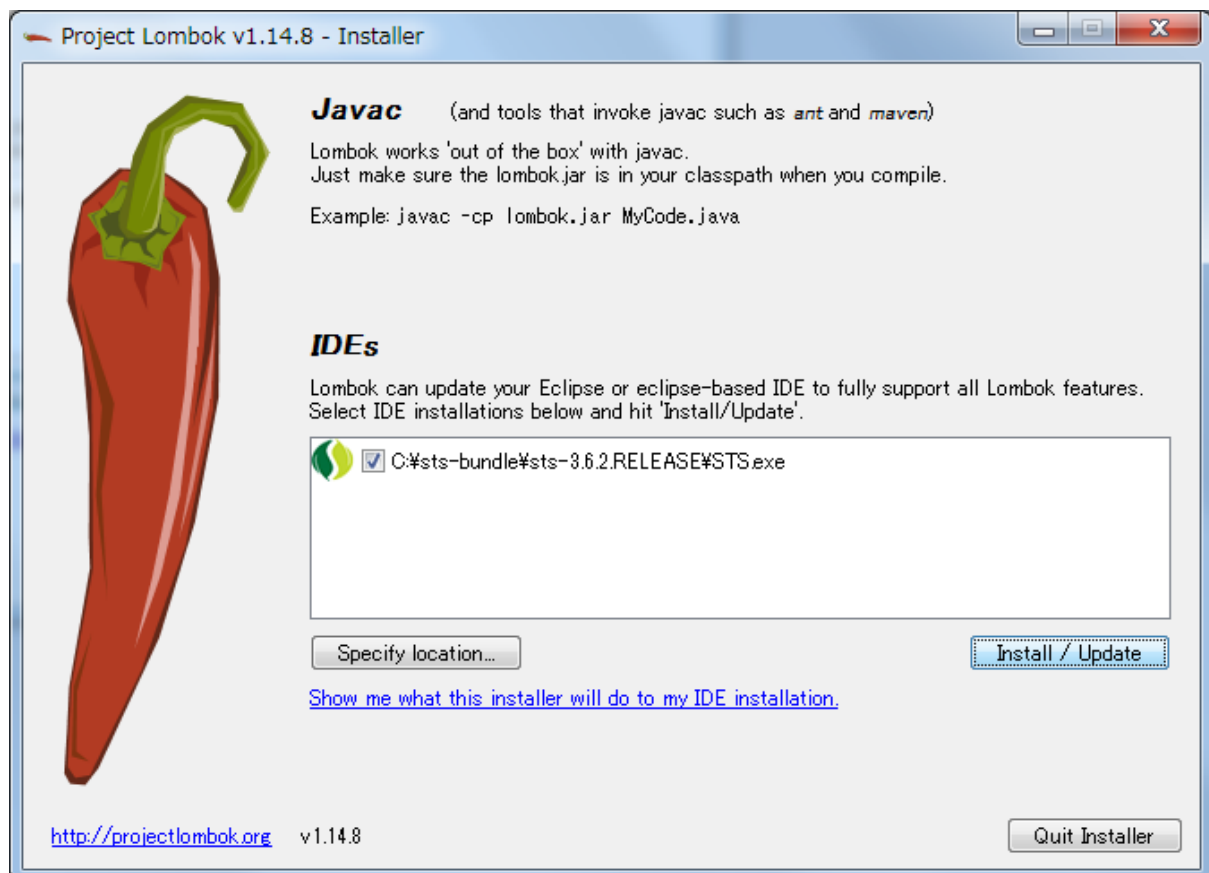 Project Lombok v1.14.8 - Installer
Javac (and tools that invoke javac such as ant and maven)
Lombok works 'out of the box' with javac.
Just make sure the lombok.jar is in your classpath when you compile.
Example: javac -cp lombok.jar MyCode.java
IDEs
Lombok can update your Eclipse or eclipse-based IDE to fully support all Lombok features.
Select IDE installations below and hit 'Install/Update'.
C:¥sts-bundle¥sts-3.6.2.RELEASE¥STS.exe
Specify location...
Install / Update
Show me what this installer will do to my IDE installation.
http://projectlombok.org v1.14.8
Quit Installer